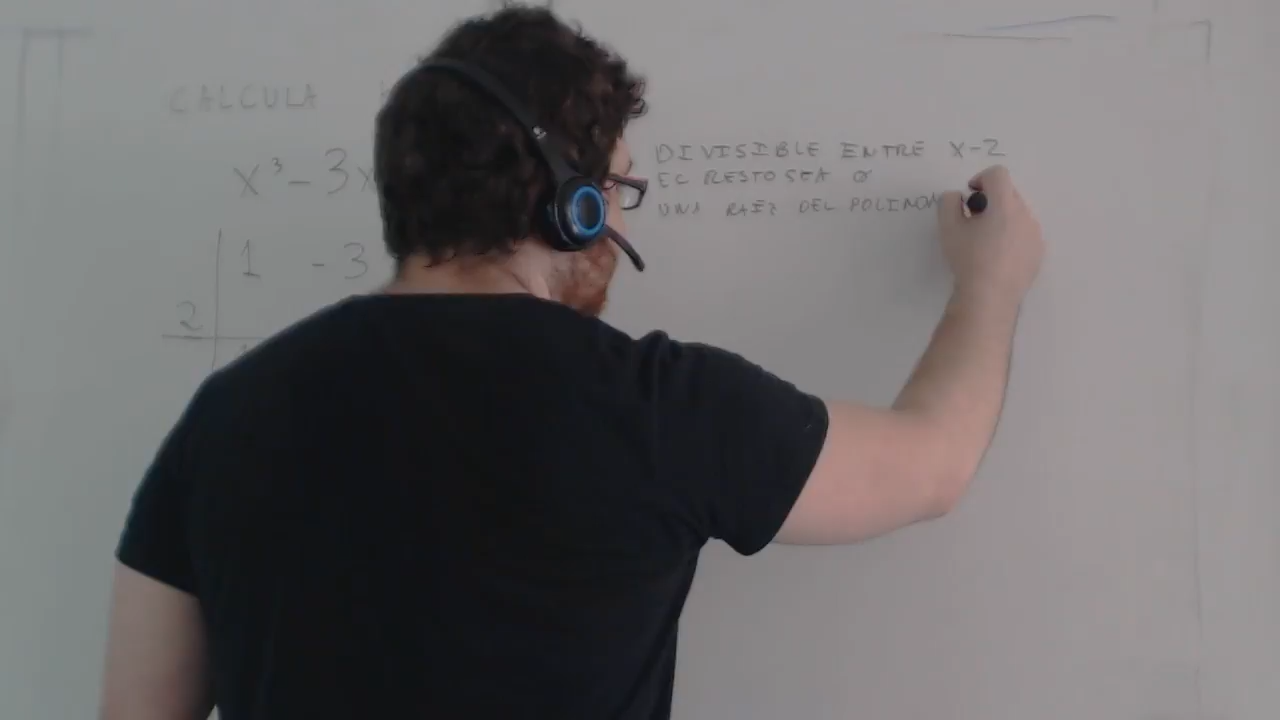 CALCULA
x³-3x
DIVISIBLE ENTRE X-2
EL RESTO SEA 0
UNA RAÍZ DEL POLINOM
1 -3
2